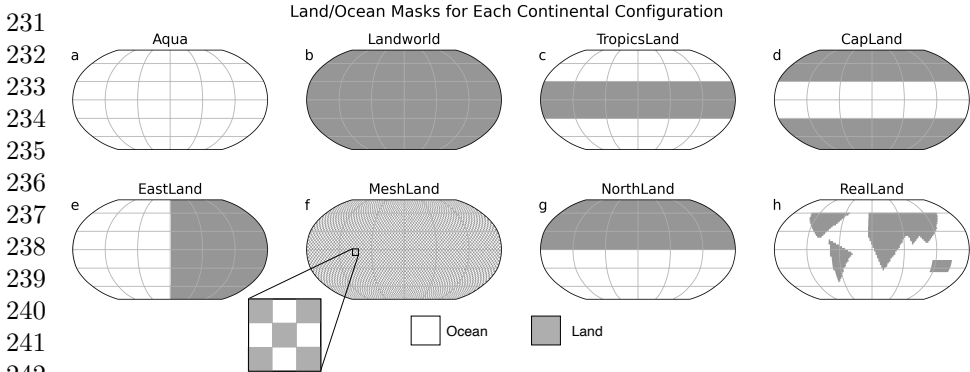 Land/Ocean Masks for Each Continental Configuration
231
232
233
234
235
236
237
238
239
240
241
a Aqua
b Landworld
c TropicsLand
d CapLand
e EastLand
f MeshLand
g NorthLand
h RealLand
Ocean
Land